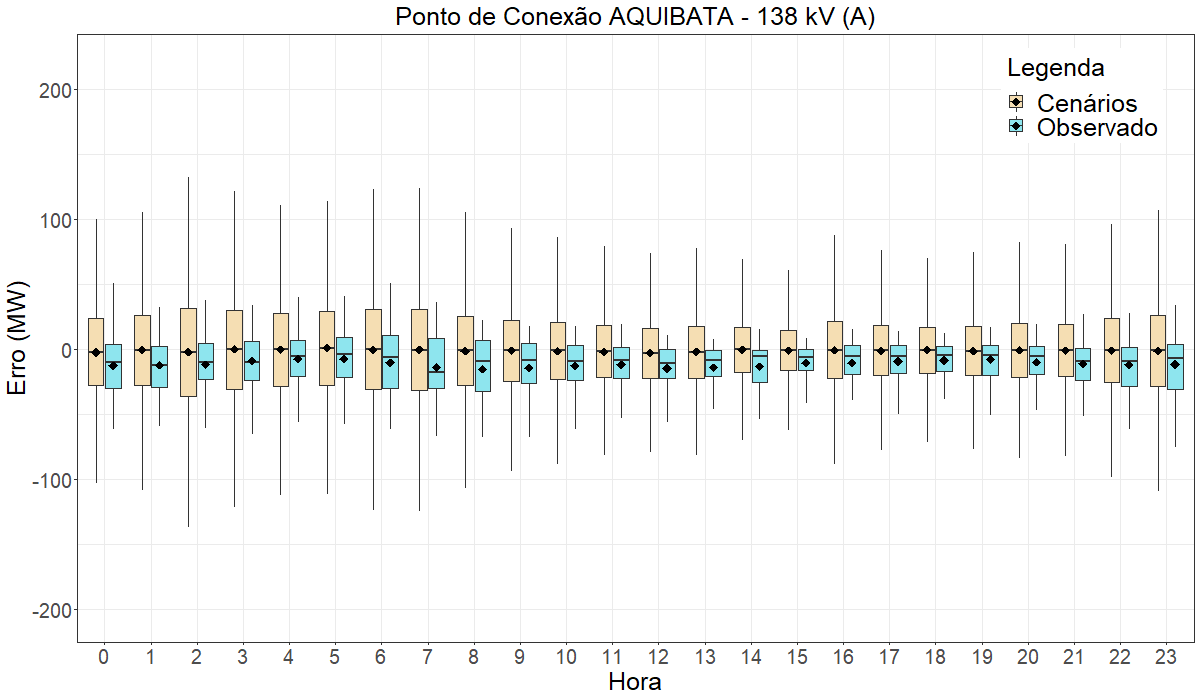 Ponto de Conexão AQUIBATA - 138 kV (A)
Legenda
Cenários
Observado
Erro (MW)
200
100
0
-100
-200
0 1 2 3 4 5 6 7 8 9 10 11 12 13 14 15 16 17 18 19 20 21 22 23
Hora